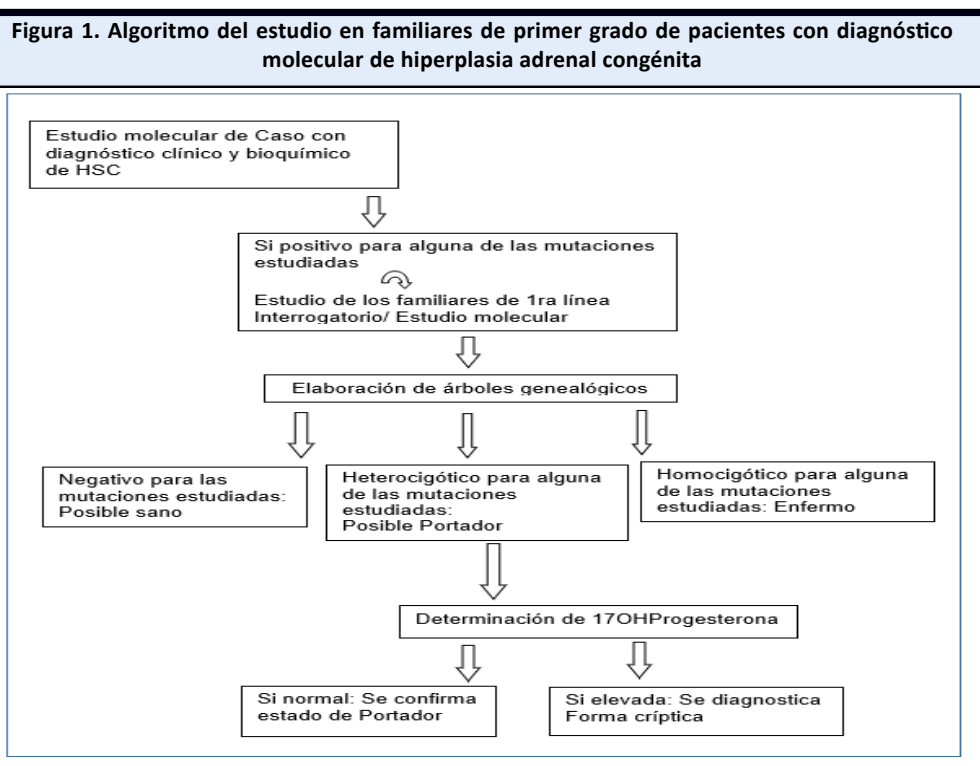 Figura 1. Algoritmo del estudio en familiares de primer grado de pacientes con diagnóstico
molecular de hiperplasia adrenal congénita
Estudio molecular de Caso con
diagnóstico clínico y bioquímico
de HSC
Si positivo para alguna de las mutaciones
estudiadas
Estudio de los familiares de 1ra línea
Interrogatorio/ Estudio molecular
Elaboración de árboles genealógicos
Negativo para las
mutaciones estudiadas:
Posible sano
Heterocigótico para alguna
de las mutaciones
estudiadas:
Posible Portador
Homocigótico para alguna
de las mutaciones
estudiadas: Enfermo
Determinación de 17OHProgesterona
Si normal: Se confirma
estado de Portador
Si elevada: Se diagnostica
Forma críptica